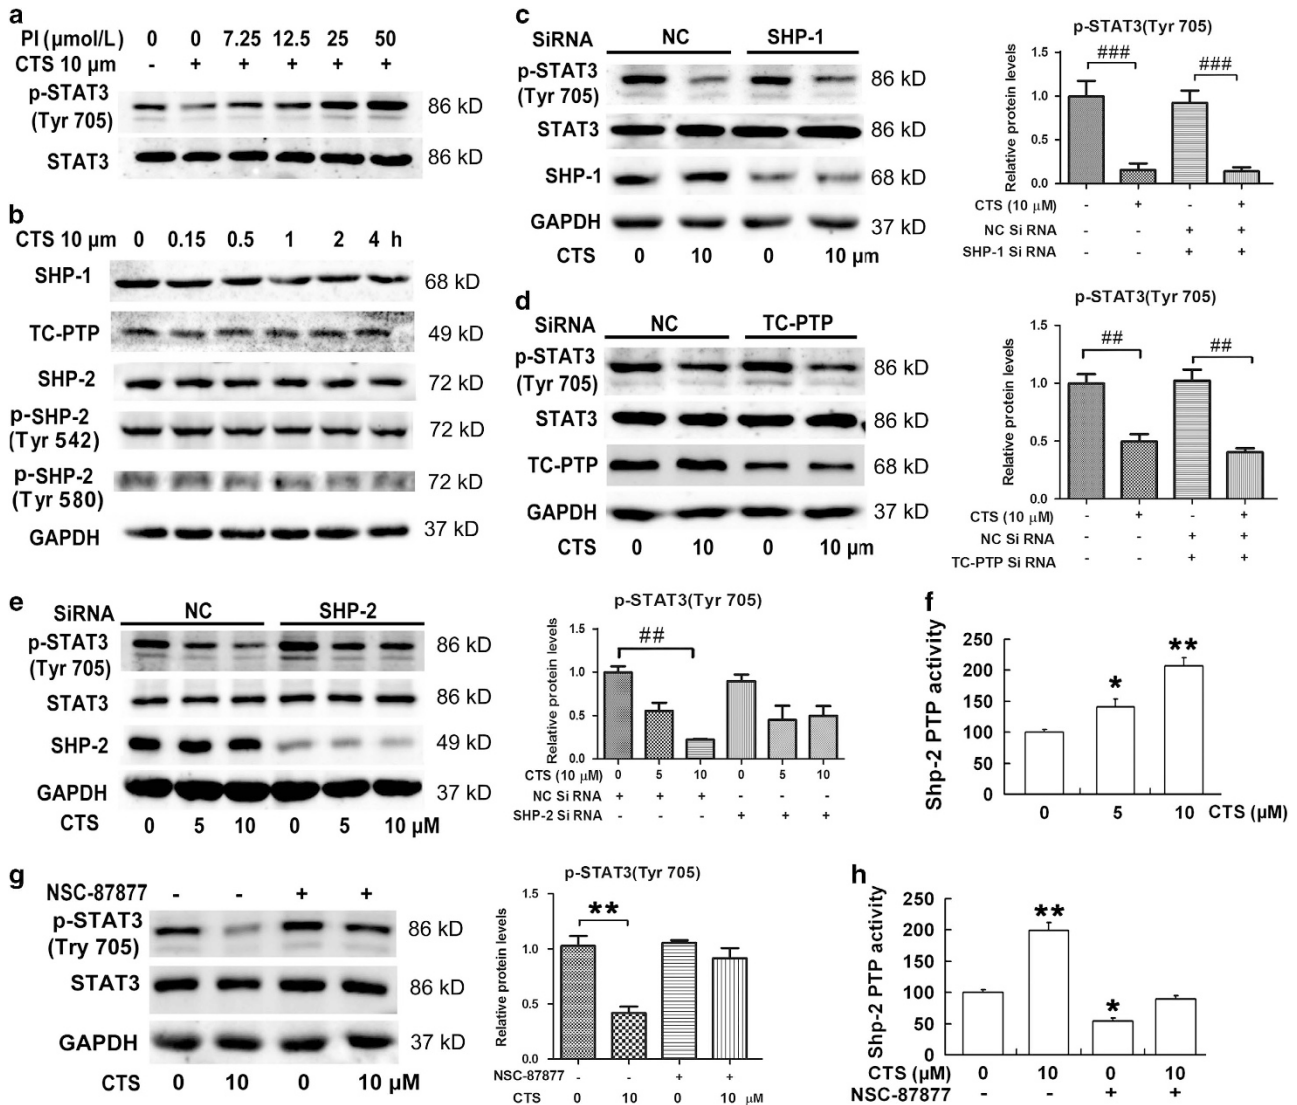 a
PI (µmol/L) 0 0 7.25 12.5 25 50
CTS 10 µm - + + + + +
p-STAT3
(Tyr 705)
86 kD
STAT3
86 kD
b
CTS 10 µm 0 0.15 0.5 1 2 4 h
SHP-1
68 kD
TC-PTP
49 kD
SHP-2
72 kD
p-SHP-2
(Tyr 542)
72 kD
p-SHP-2
(Tyr 580)
72 kD
GAPDH
37 kD
c
SiRNA NC SHP-1
p-STAT3
(Tyr 705)
86 kD
STAT3
86 kD
SHP-1
68 kD
GAPDH
37 kD
CTS 0 10 0 10 µm
p-STAT3(Tyr 705)
Relative protein levels
1.5
1.0
0.5
0.0
### ###
CTS (10 µM) - + - +
NC Si RNA - - + +
SHP-1 Si RNA - - + +
d
SiRNA NC TC-PTP
p-STAT3
(Tyr 705)
86 kD
STAT3
86 kD
TC-PTP
68 kD
GAPDH
37 kD
CTS 0 10 0 10 µm
p-STAT3(Tyr 705)
Relative protein levels
1.5
1.0
0.5
0.0
## ##
CTS (10 µM) - + - +
NC Si RNA - - + +
TC-PTP Si RNA - - + +
e
SiRNA NC SHP-2
p-STAT3
(Tyr 705)
86 kD
STAT3
86 kD
SHP-2
49 kD
GAPDH
37 kD
CTS 0 5 10 0 5 10 µM
p-STAT3(Tyr 705)
Relative protein levels
1.5
1.0
0.5
0.0
##
0 5 10 0 5 10
CTS (10 µM)
NC Si RNA + + + - - -
SHP-2 Si RNA - - - + + +
f
Shp-2 PTP activity
250
200
150
100
50
0
* **
0 5 10 CTS (µM)
g
NSC-87877 - - + +
p-STAT3
(Try 705)
86 kD
STAT3
86 kD
GAPDH
37 kD
CTS 0 10 0 10 µM
p-STAT3(Tyr 705)
Relative protein levels
1.5
1.0
0.5
0.0
**
NSC-87877 - - + +
CTS 0 10 0 10 µM
h
Shp-2 PTP activity
250
200
150
100
50
0
** *
CTS (µM) 0 10 0 10
NSC-87877 - - + +